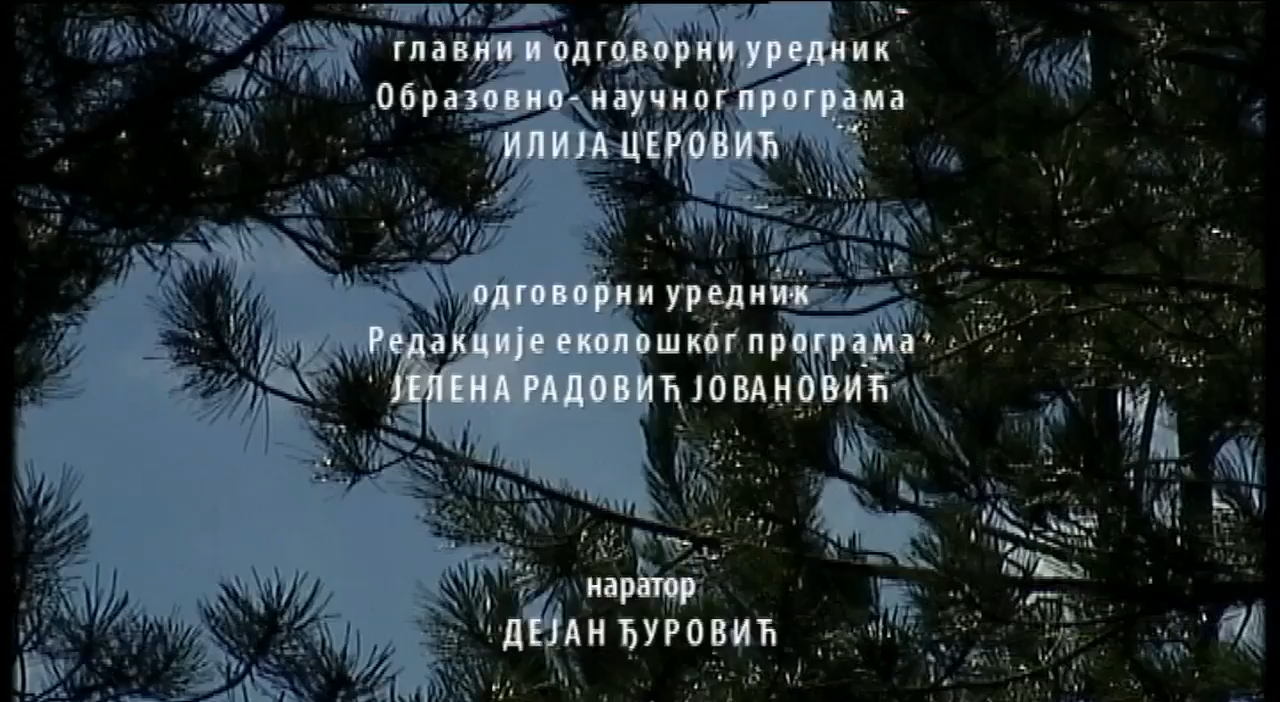 главни и одговорни уредник
Образовно- научног програма
ИЛИЈА ЦЕРОВИЋ
одговорни уредник
Редакције еколошког програма
ЈЕЛЕНА РАДОВИЋ ЈОВАНОВИЋ
наратор
ДЕЈАН ЂУРОВИЋ